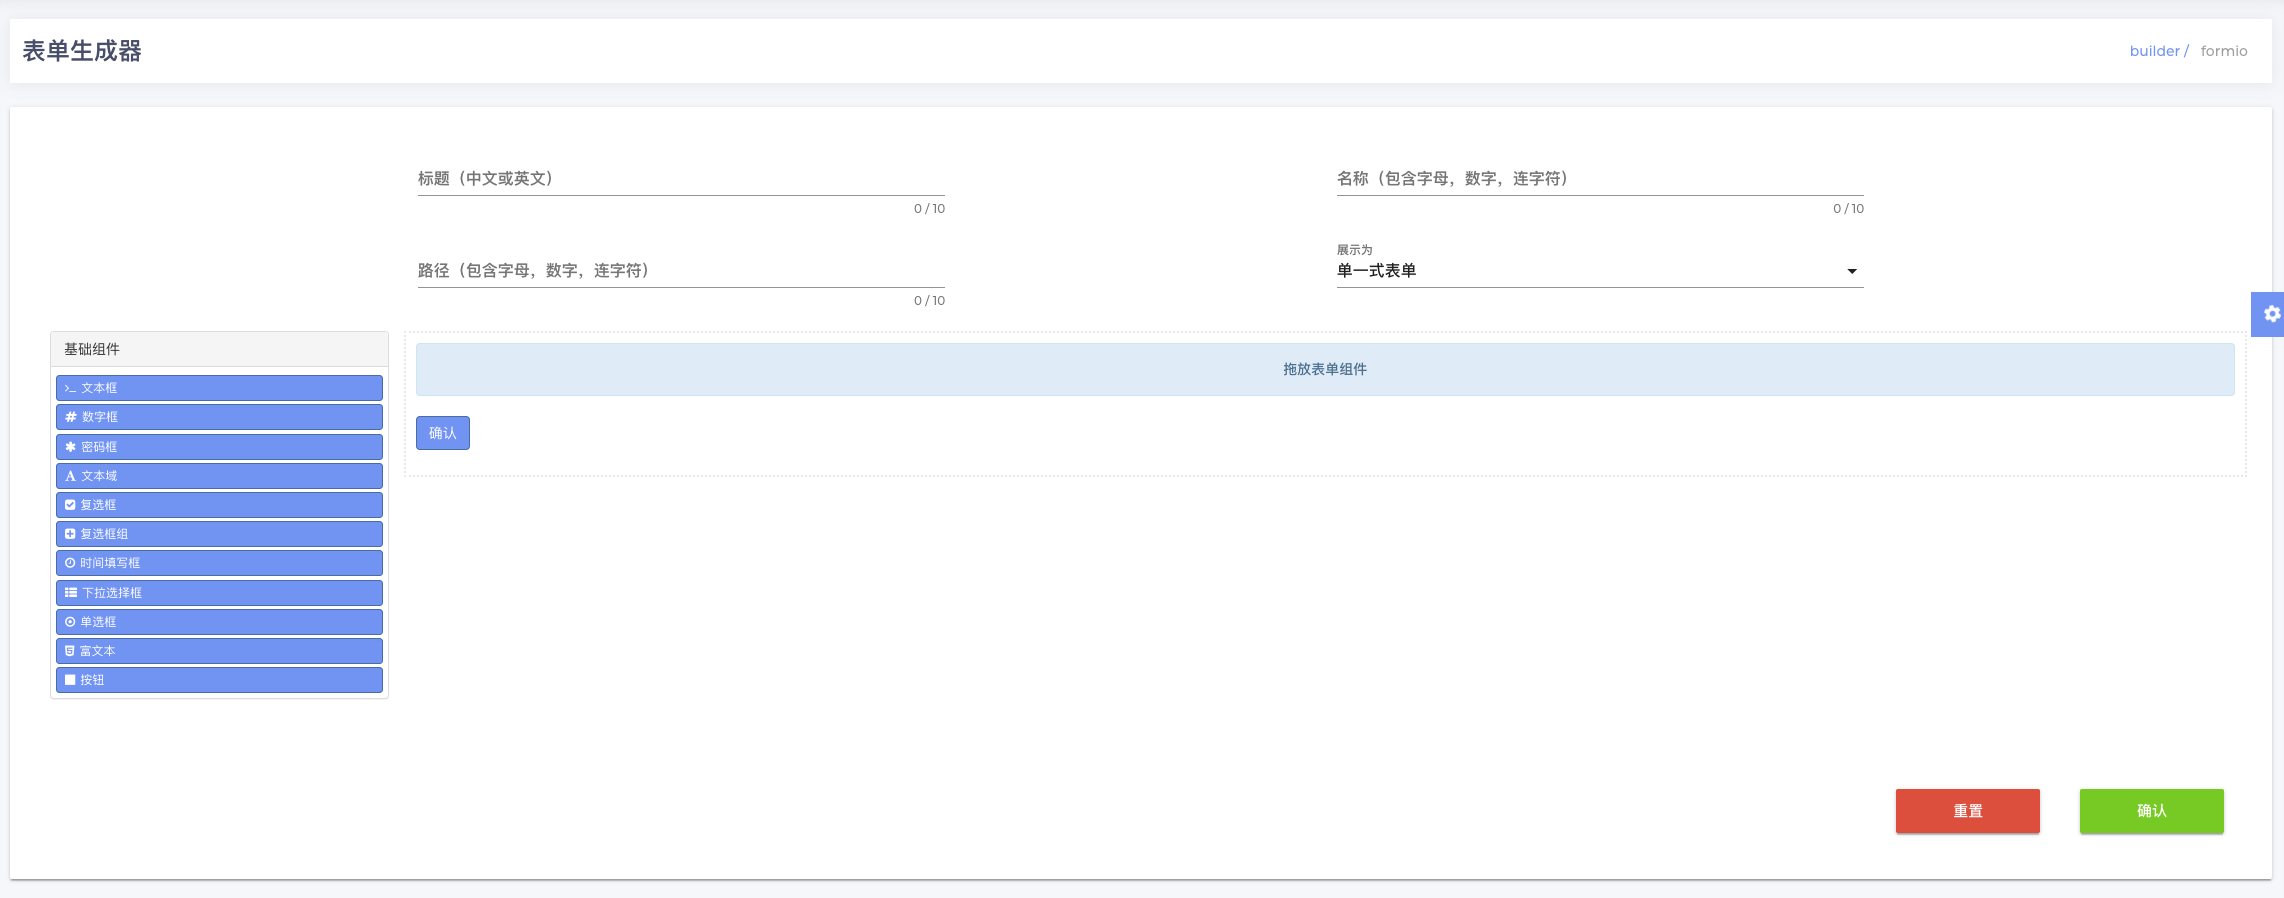 表单生成器
builder / formio
标题（中文或英文）
0 / 10
名称（包含字母，数字，连字符）
0 / 10
路径（包含字母，数字，连字符）
0 / 10
展示为
单一式表单
基础组件
文本框
数字框
密码框
文本域
复选框
复选框组
时间填写框
下拉选择框
单选框
富文本
按钮
拖放表单组件
确认
重置
确认